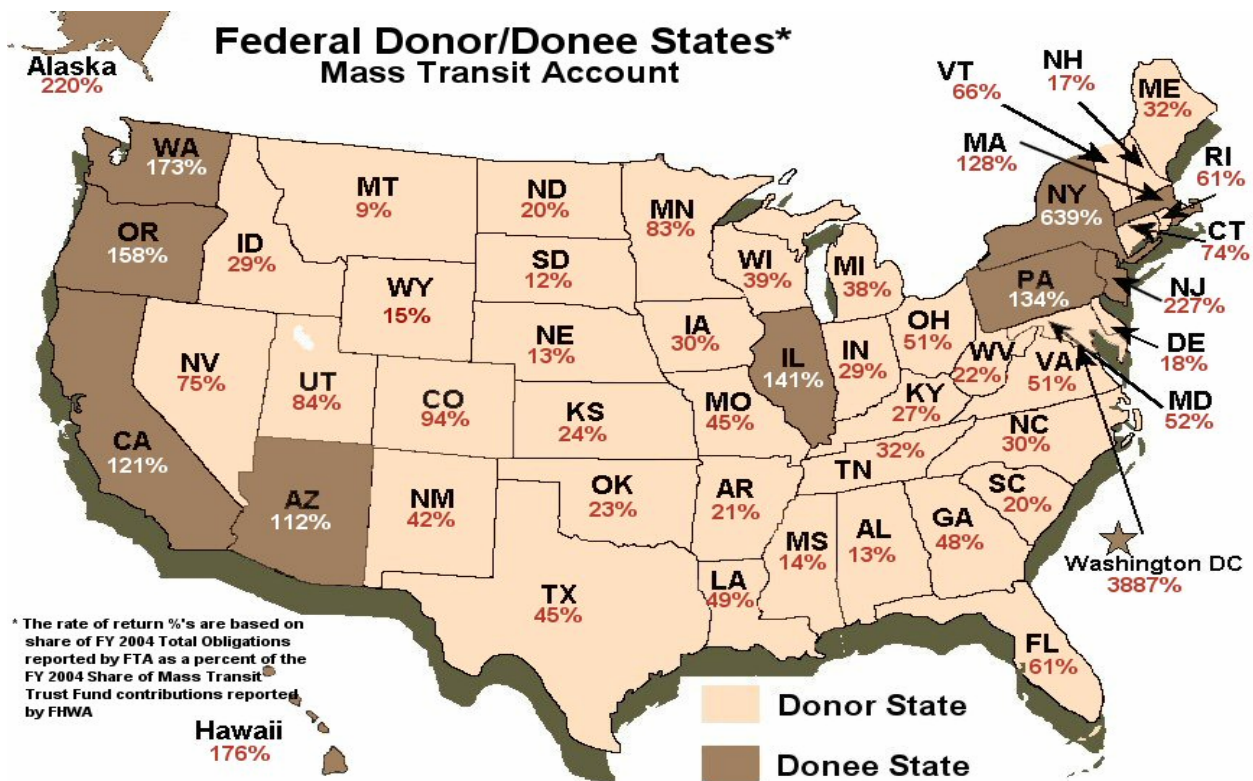 Federal Donor/Donee States*
Mass Transit Account
Alaska
220%
VT
66%
NH
17%
ME
32%
MA
128%
RI
61%
WA
173%
MT
9%
ND
20%
MN
83%
NY
639%
CT
74%
OR
158%
ID
29%
SD
12%
WI
39%
MI
38%
PA
134%
NJ
227%
WY
15%
IA
30%
OH
51%
DE
18%
NE
13%
IL
141%
IN
29%
WV
22%
VA
51%
MD
52%
NV
75%
UT
84%
CO
94%
KS
24%
MO
45%
KY
27%
CA
121%
NC
30%
TN
32%
AZ
112%
NM
42%
OK
23%
AR
21%
SC
20%
MS
14%
AL
13%
GA
48%
Washington DC
3887%
TX
45%
LA
49%
FL
61%
* The rate of return %'s are based on
share of FY 2004 Total Obligations
reported by FTA as a percent of the
FY 2004 Share of Mass Transit
Trust Fund contributions reported
by FHWA
Hawaii
176%
Donor State
Donee State